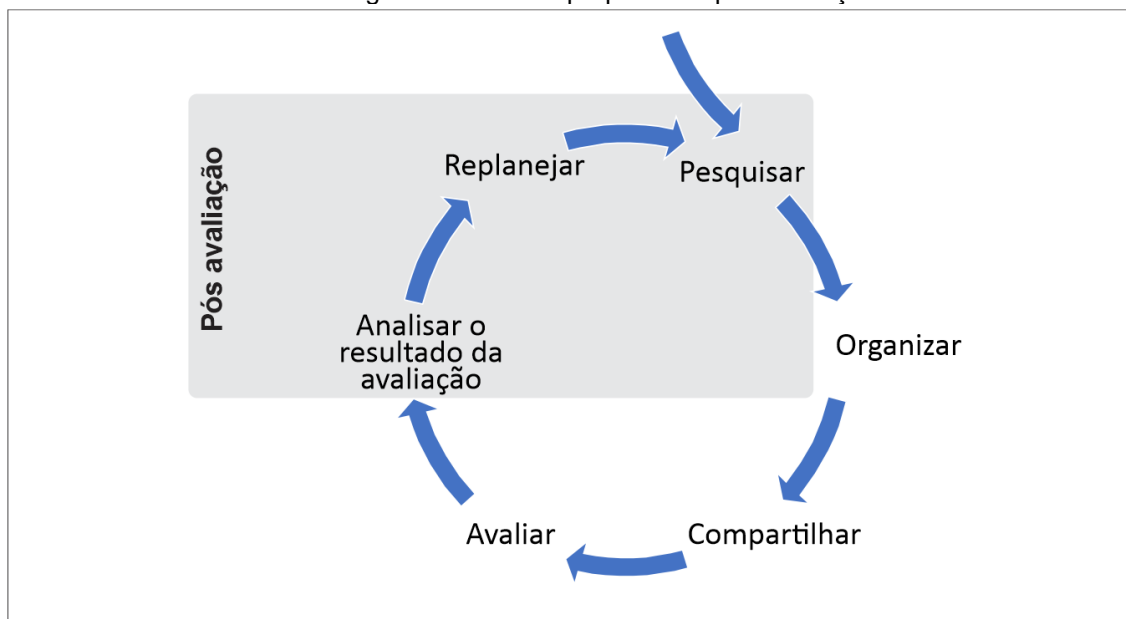 Pós avaliação
Replanejar
Pesquisar
Organizar
Compartilhar
Avaliar
Analisar o
resultado da
avaliação